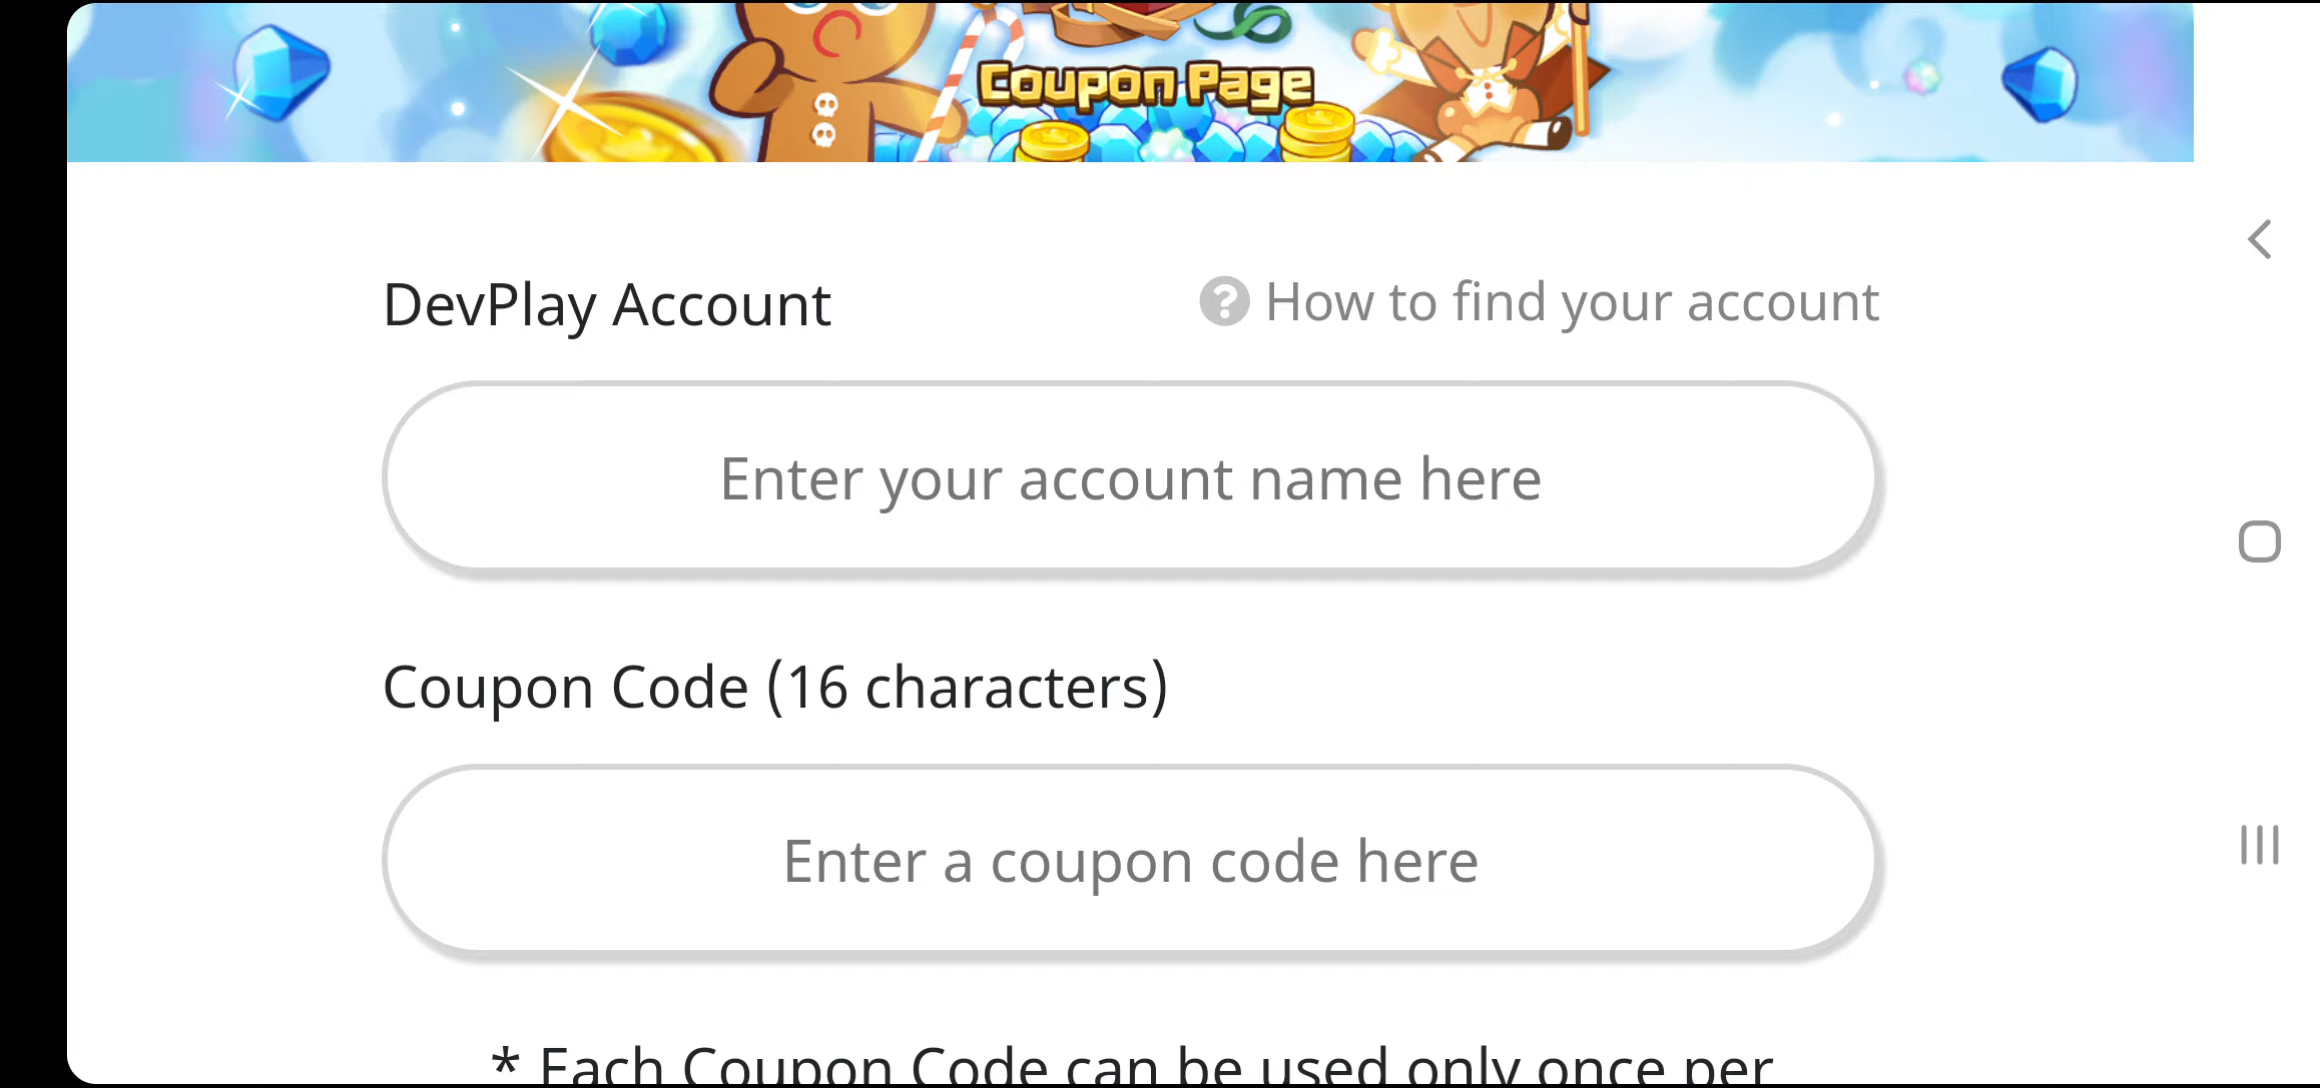 Coupon Page
DevPlay Account
How to find your account
Enter your account name here
Coupon Code (16 characters)
Enter a coupon code here
* Each Coupon Code can be used only once per